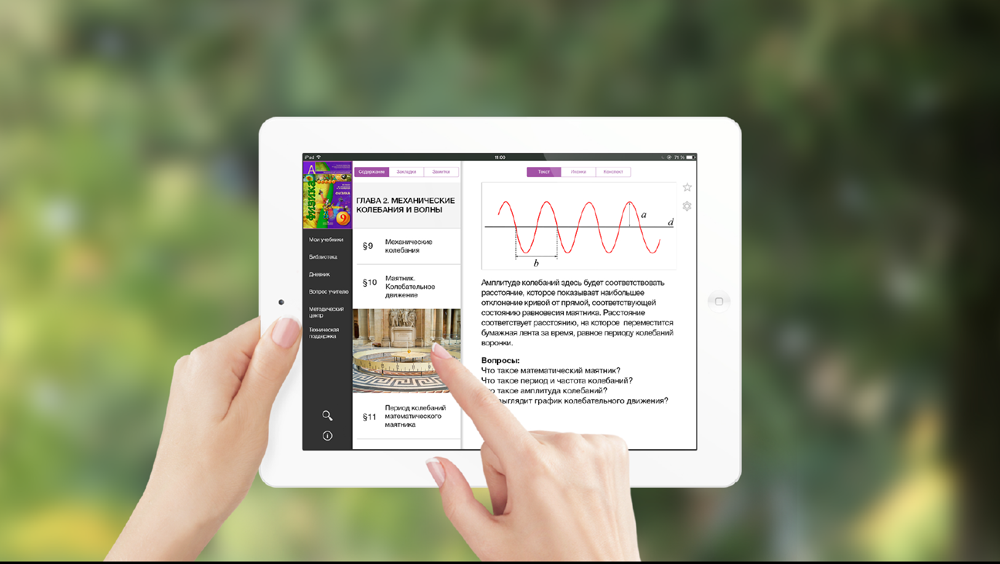 iPad
11:00
71 %
А
физика
ФИЗИКА
9
Мои учебники
Библиотека
Дневник
Вопрос учителю
Методический
центр
Техническая
поддержка
Содержание
Закладки
Заметки
ГЛАВА 2. МЕХАНИЧЕСКИЕ
КОЛЕБАНИЯ И ВОЛНЫ
§9
Механические
колебания
§10
Маятник.
Колебательное
движение
§11
Период колебаний
математического
маятника
Текст
Иконки
Конспект
a
d
b
Амплитуде колебаний здесь будет соответствовать
расстояние, которое показывает наибольшее
отклонение кривой от прямой, соответствующей
состоянию равновесия маятника. Расстояние
соответствует расстоянию, на которое переместится
бумажная лента за время, равное периоду колебаний
воронки.
Вопросы:
Что такое математический маятник?
Что такое период и частота колебаний?
такое амплитуда колебаний?
выглядит график колебательного движения?